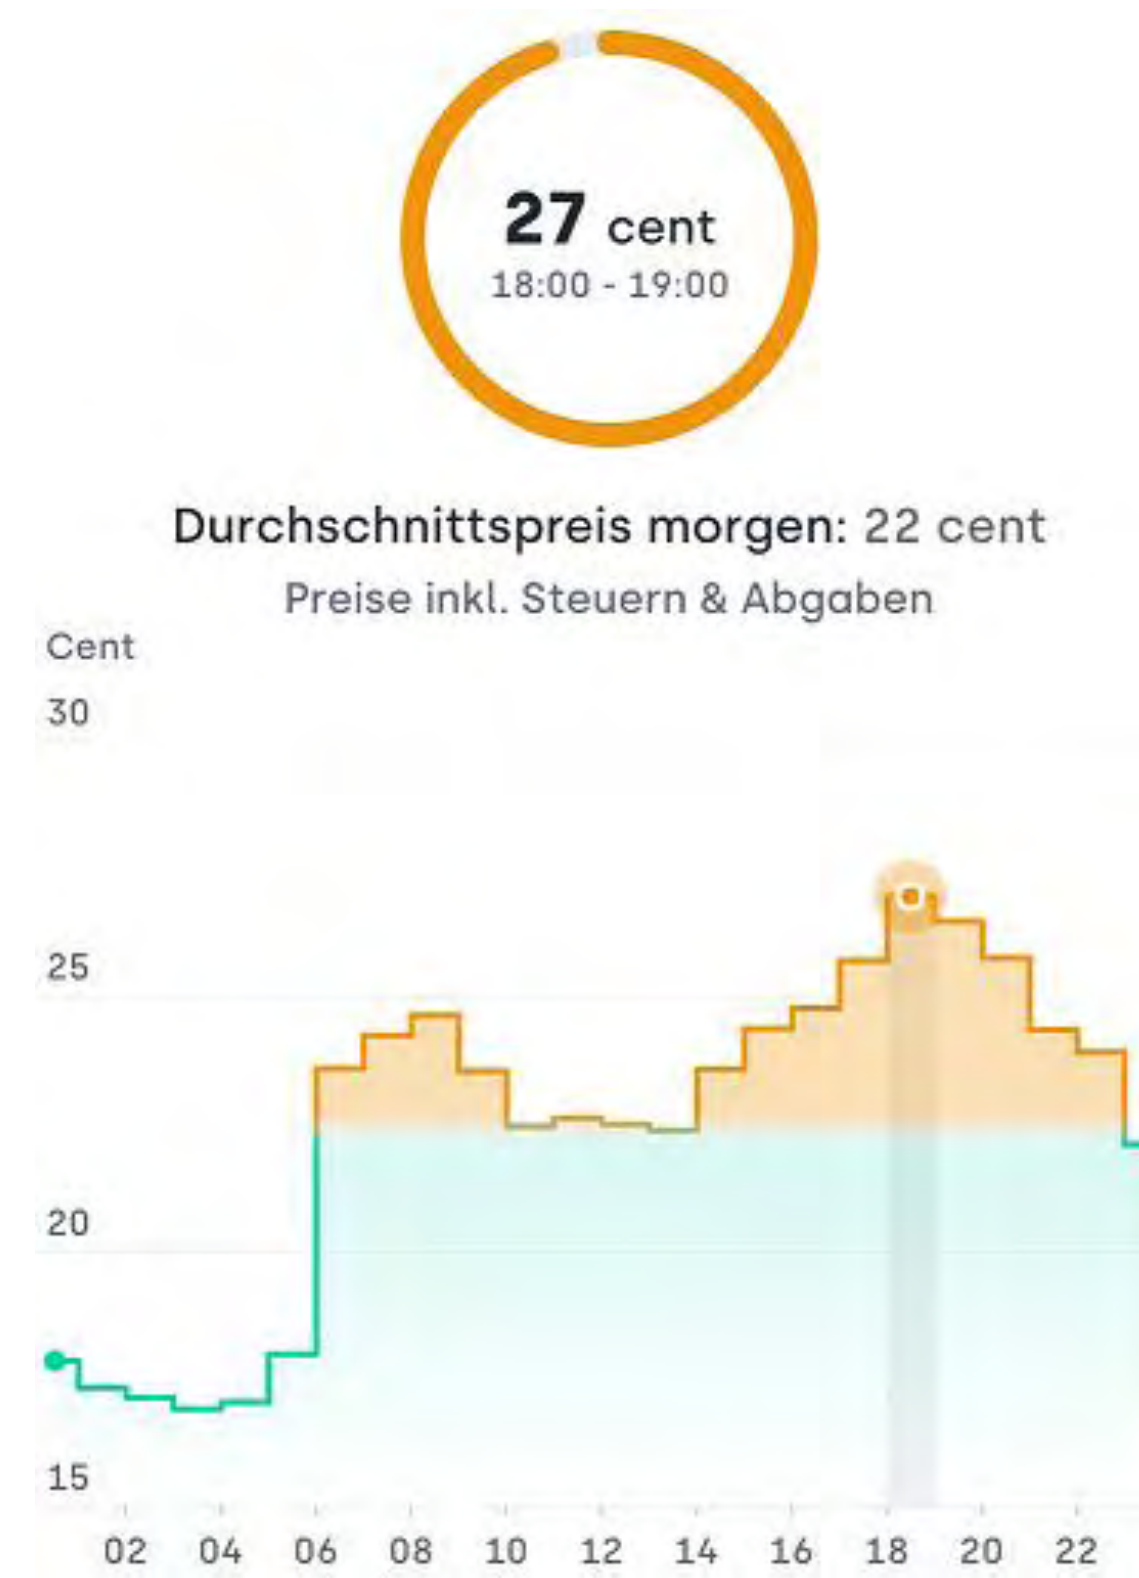 27 cent
18:00 - 19:00
Durchschnittspreis morgen: 22 cent
Preise inkl. Steuern & Abgaben
Cent
30
25
20
15
02 04 06 08 10 12 14 16 18 20 22